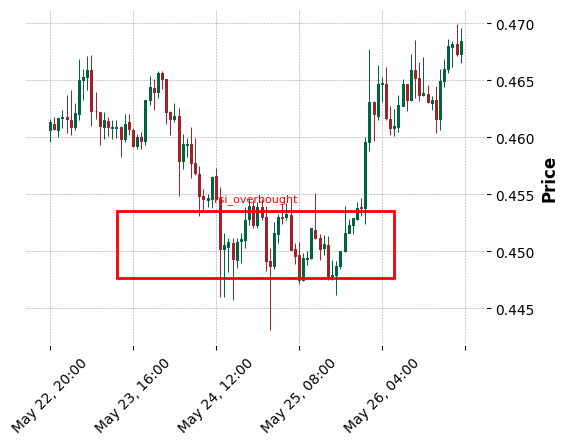 0.470
0.465
0.460
0.455
si_overbought
0.450
0.445
Price
May 22, 20:00
May 23, 16:00
May 24, 12:00
May 25, 08:00
May 26, 04:00